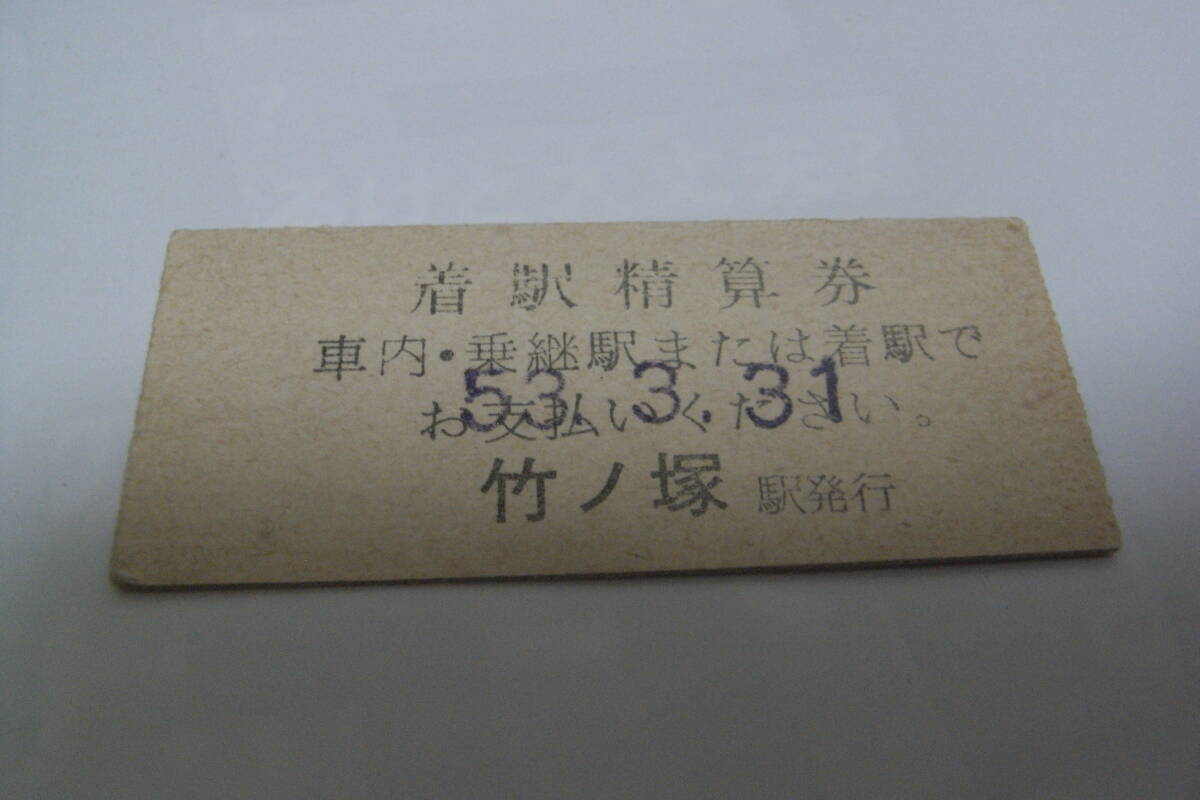 着駅精算券
車内・乗継駅または着駅で
53.3.31
お支払いください。
竹ノ塚 駅発行